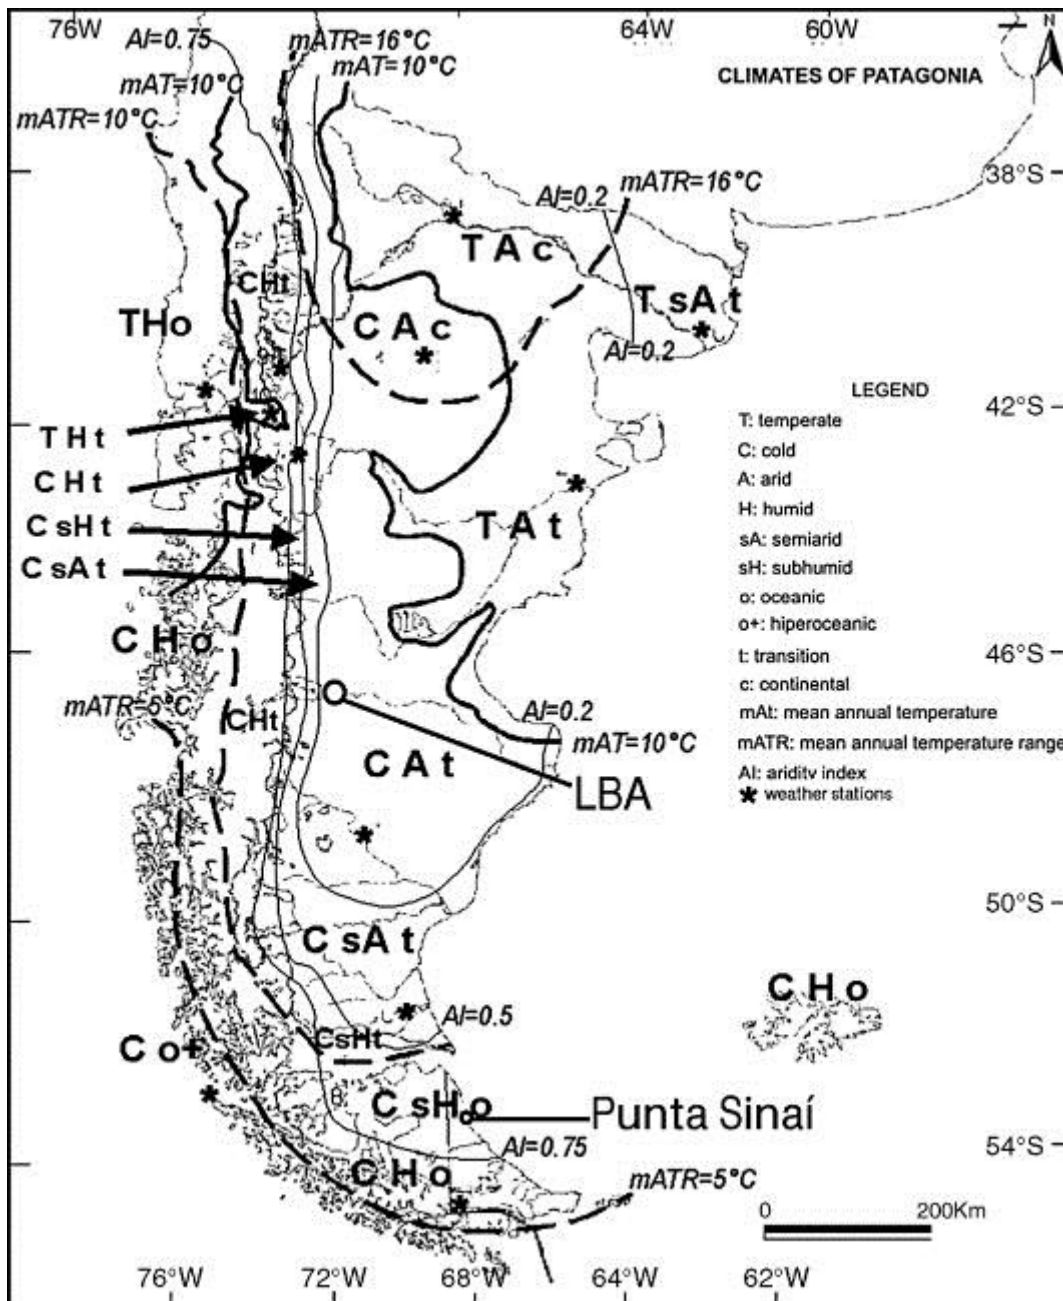 76°W
64°W
60°W
N
AI=0.75
mATR=16°C
mAT=10°C
mAT=10°C
mATR=10°C
CLIMATES OF PATAGONIA
38°S
AI=0.2
mATR=16°C
T A c
CHt
T sA t
THo
C A c
AI=0.2
LEGEND
42°S
T: temperate
C: cold
A: arid
H: humid
sA: semiarid
sH: subhumid
o: oceanic
o+: hiperoceanic
t: transition
c: continental
mAt: mean annual temperature
mATR: mean annual temperature range
AI: aridity index
weather stations
T H t
C H t
C sH t
C sA t
T A t
C H o
46°S
mATR=5°C
CHt
AI=0.2
mAT=10°C
C A t
LBA
50°S
C sA t
C H o
AI=0.5
CsHt
C o+
C sH o
Punta Sinaí
AI=0.75
54°S
C H o
mATR=5°C
0 200Km
76°W
72°W
68°W
64°W
62°W